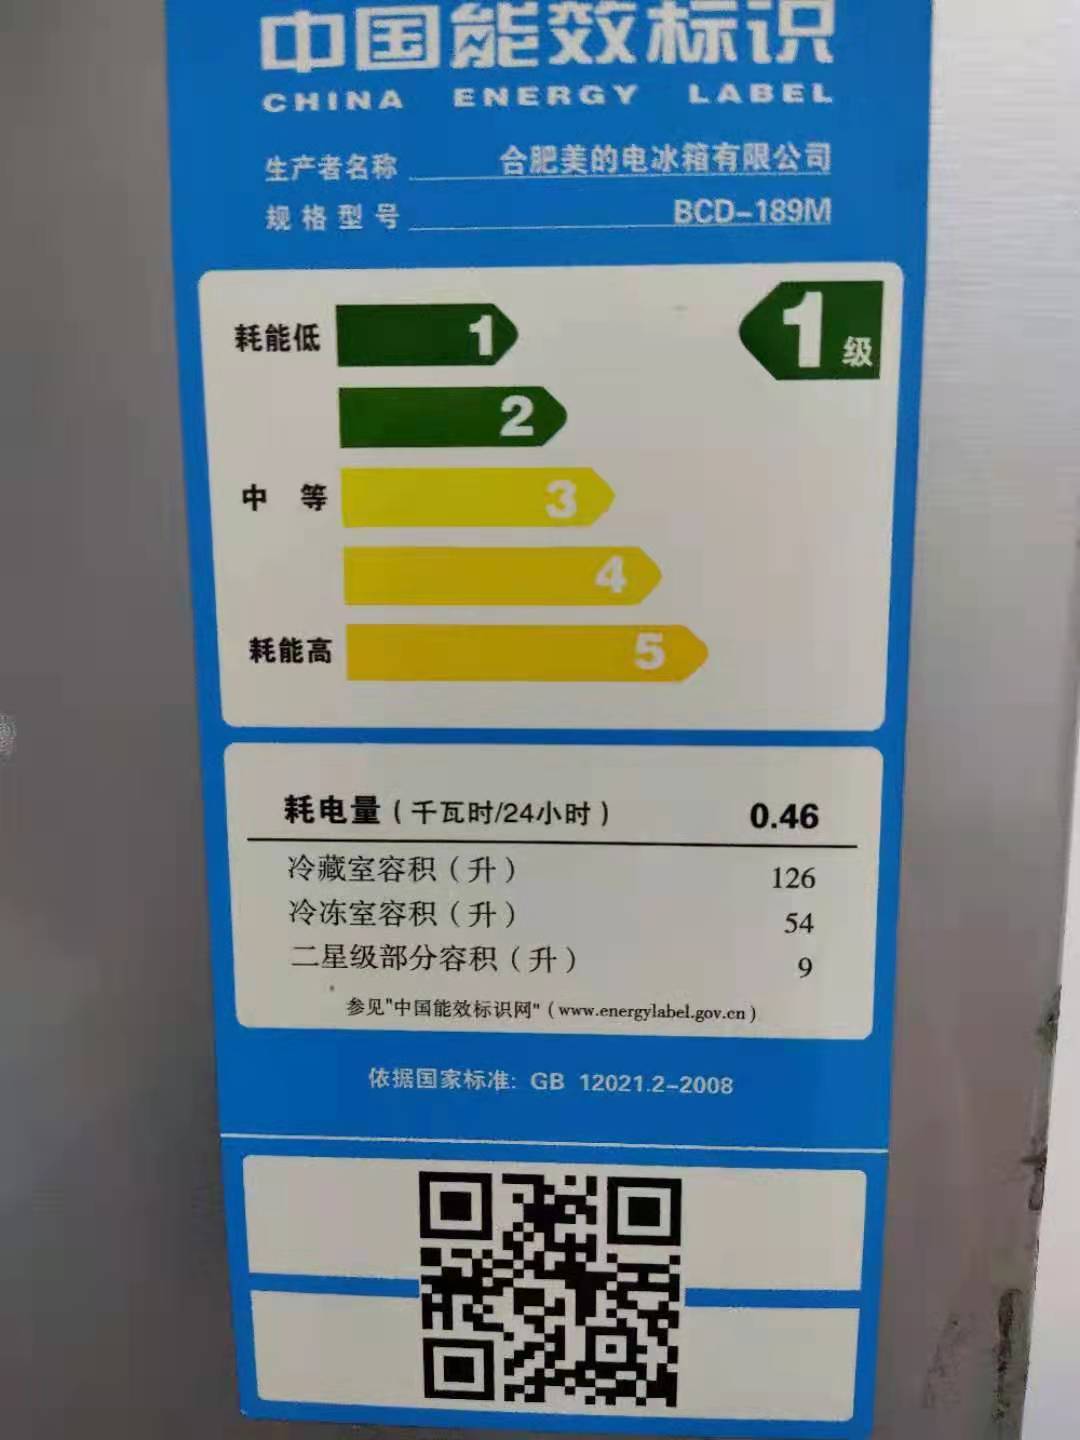 中国能效标识
CHINA ENERGY LABEL
生产者名称 合肥美的电冰箱有限公司
规格型号 BCD-189M
耗能低 1 1级
2
中 等 3
4
耗能高 5
耗电量（千瓦时/24小时） 0.46
冷藏室容积（升） 126
冷冻室容积（升） 54
二星级部分容积（升） 9
参见"中国能效标识网"（www.energylabel.gov.cn）
依据国家标准: GB 12021.2-2008